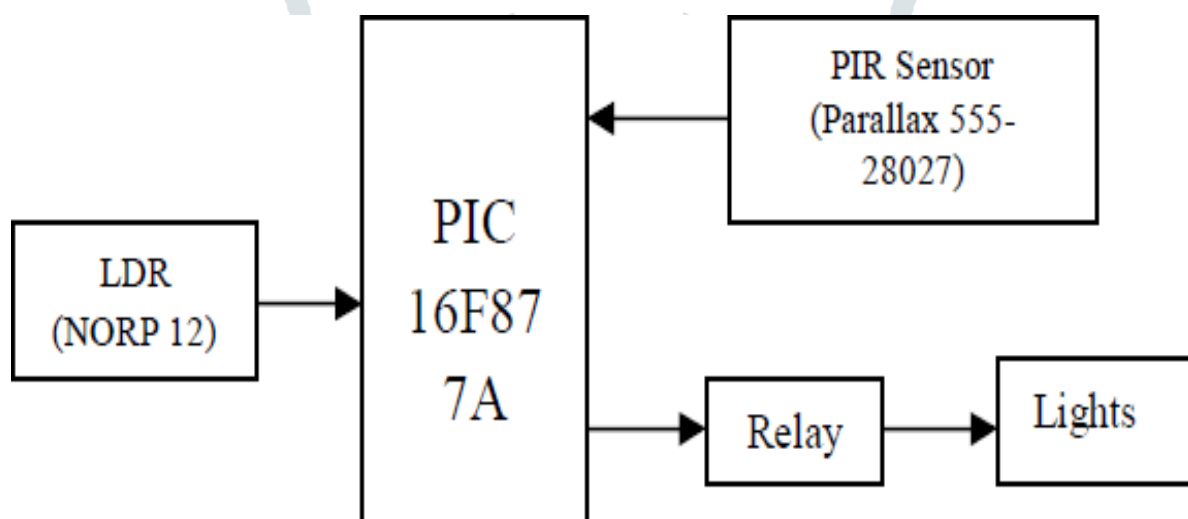 PIR Sensor
(Parallax 555-
28027)
PIC
16F87
7A
LDR
(NORP 12)
Relay
Lights